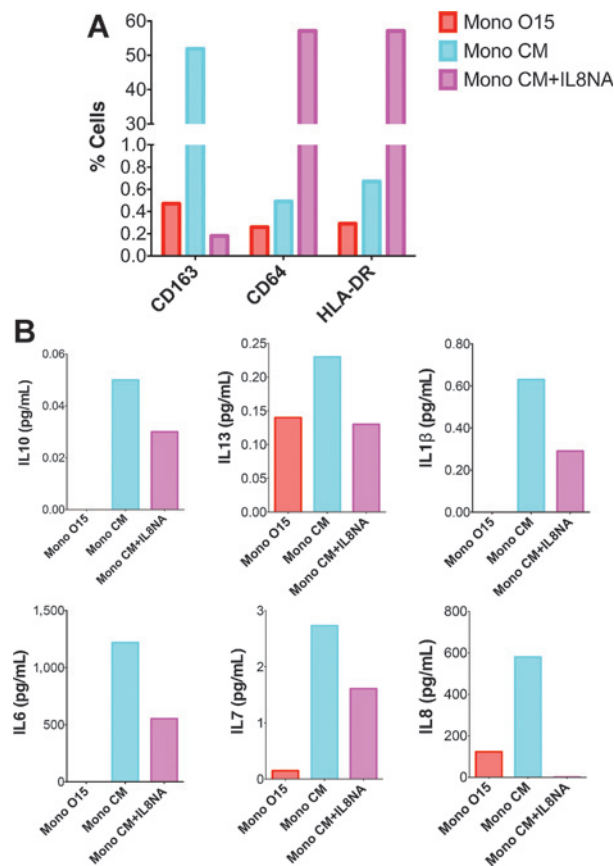 A
Mono O15
Mono CM
Mono CM+IL8NA
% Cells
60
50
40
30
1.0
0.8
0.6
0.4
0.2
0.0
CD163
CD64
HLA-DR
B
IL10 (pg/mL)
0.06
0.04
0.02
0.00
Mono O15
Mono CM
Mono CM+IL8NA
IL13 (pg/mL)
0.25
0.20
0.15
0.10
0.05
0.00
Mono O15
Mono CM
Mono CM+IL8NA
IL1β (pg/mL)
0.80
0.60
0.40
0.20
0.00
Mono O15
Mono CM
Mono CM+IL8NA
IL6 (pg/mL)
1,500
1,000
500
0
Mono O15
Mono CM
Mono CM+IL8NA
IL7 (pg/mL)
3
2
1
0
Mono O15
Mono CM
Mono CM+IL8NA
IL8 (pg/mL)
800
600
400
200
0
Mono O15
Mono CM
Mono CM+IL8NA